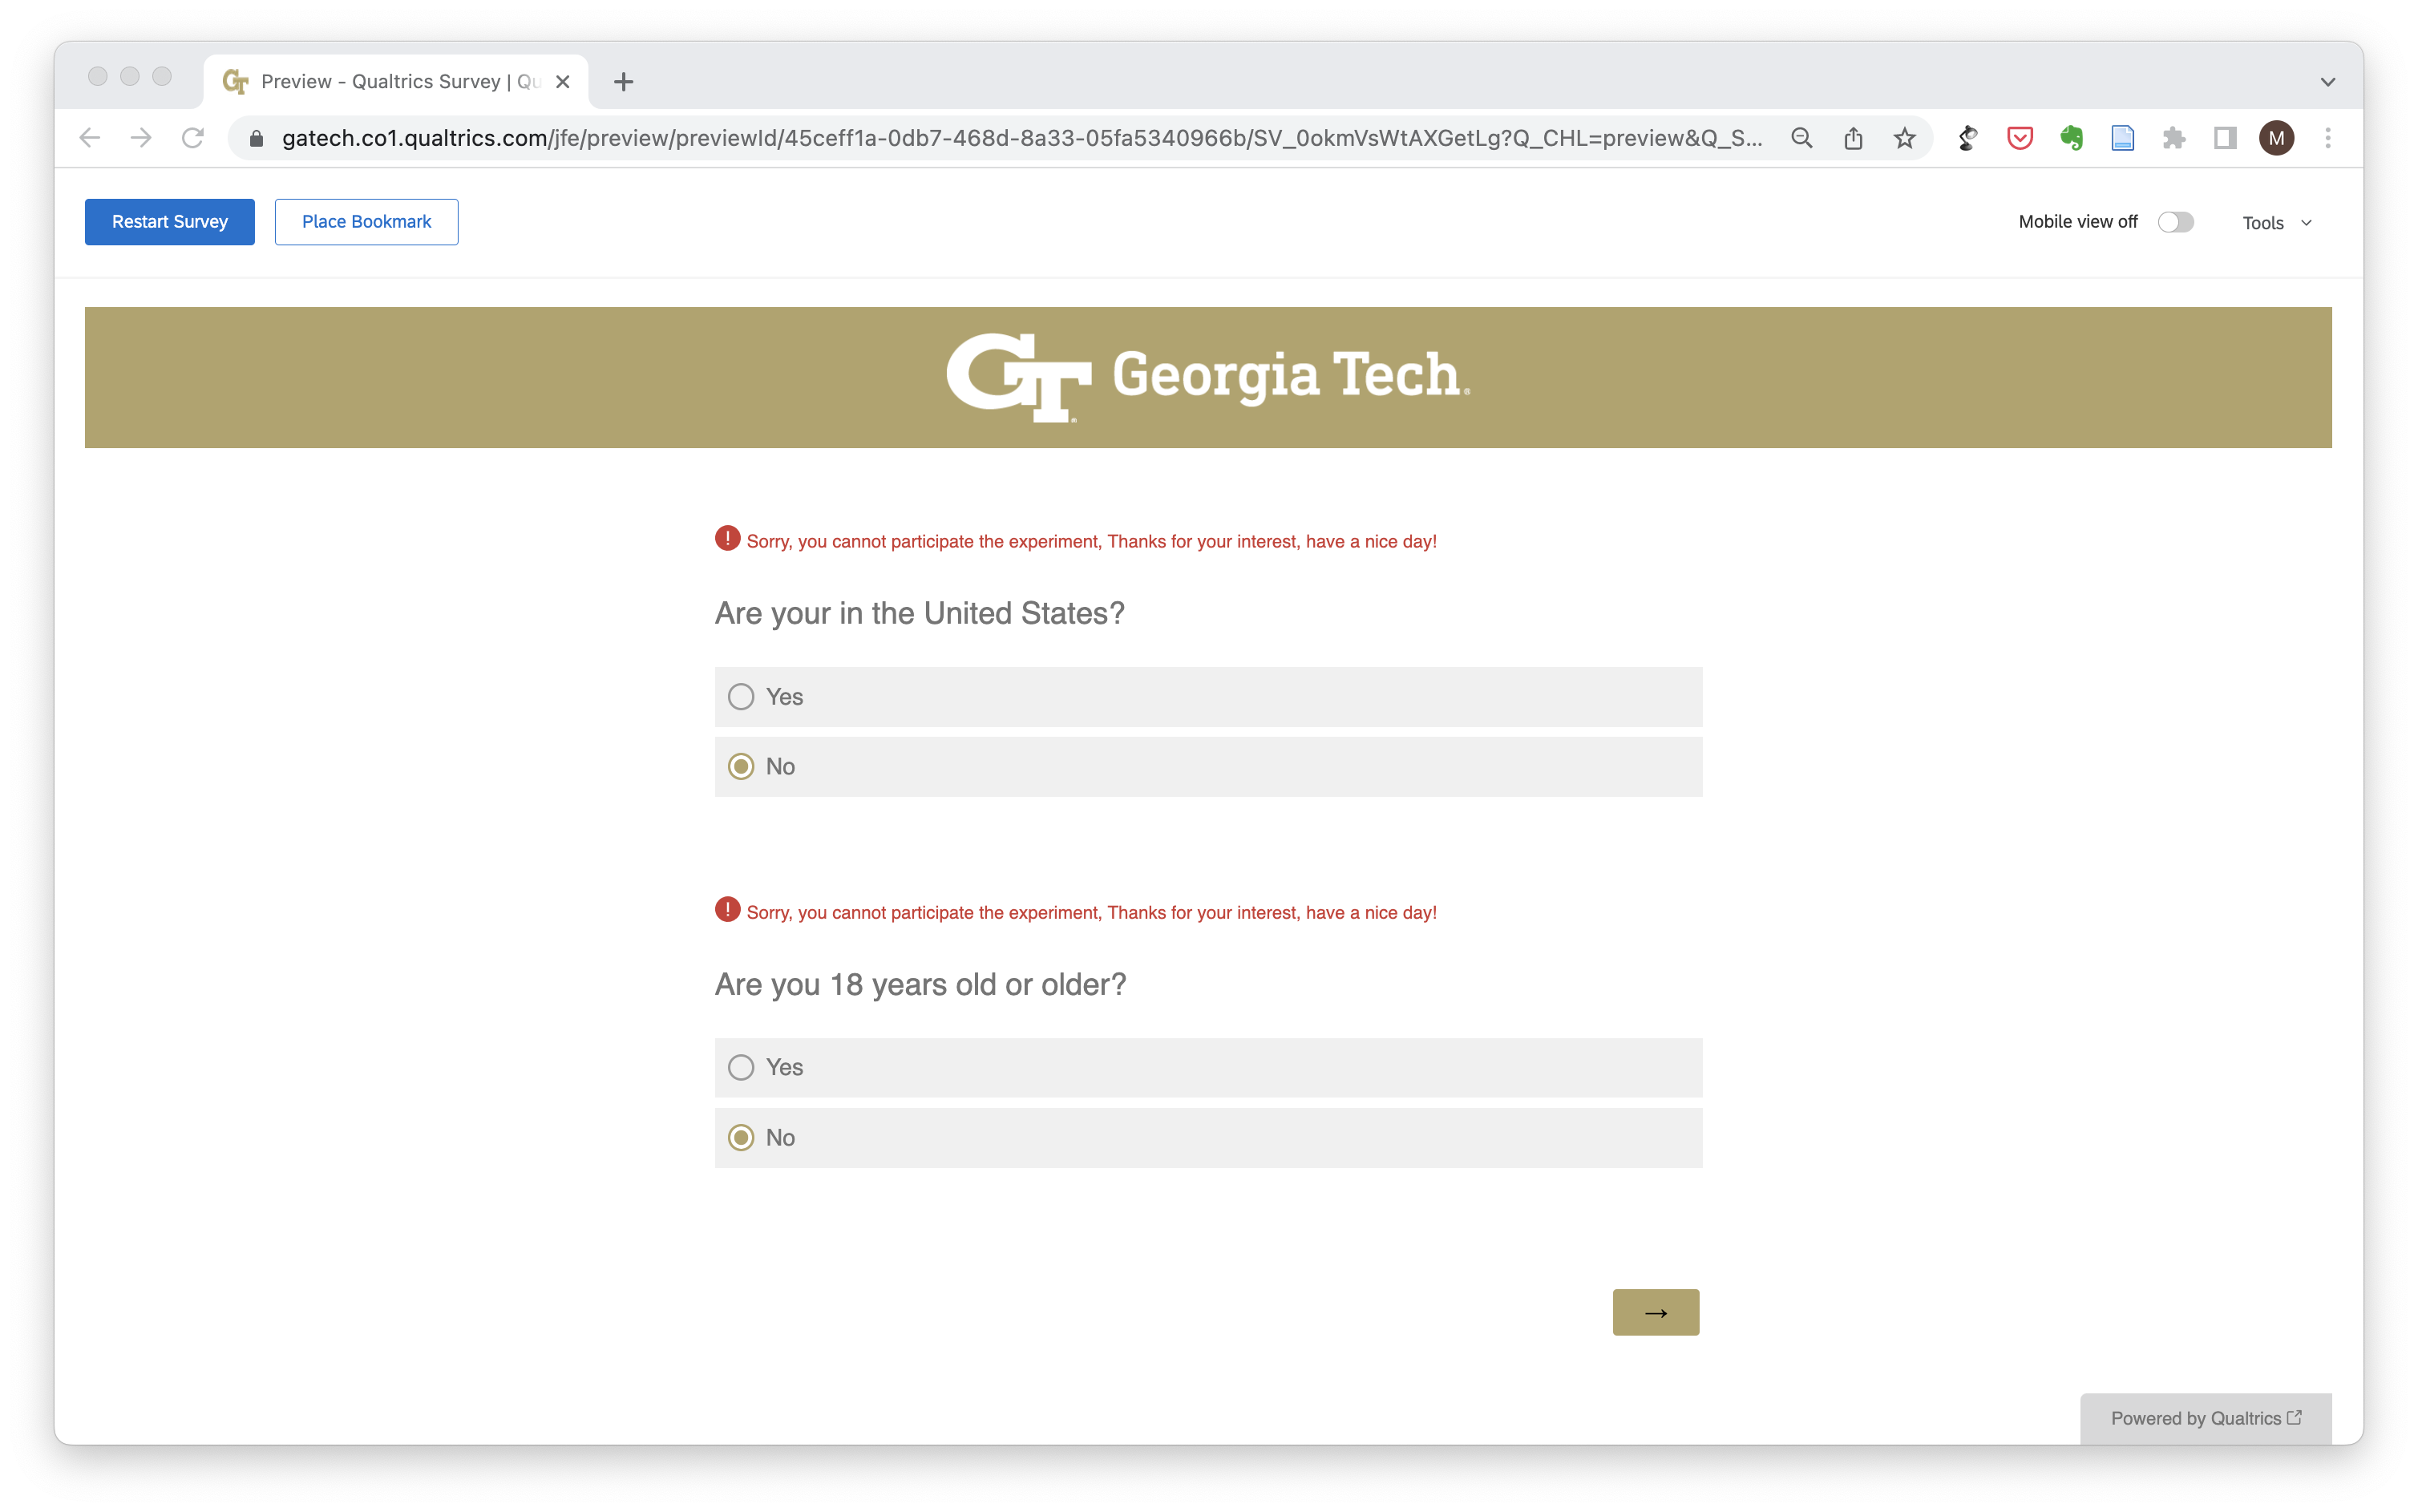 Preview - Qualtrics Survey | Qu
gatech.co1.qualtrics.com/jfe/preview/previewId/45ceff1a-0db7-468d-8a33-05fa5340966b/SV_0okmVsWtAXGetLg?Q_CHL=preview&Q_S...
M
Restart Survey
Place Bookmark
Mobile view off
Tools
GT Georgia Tech
Sorry, you cannot participate the experiment, Thanks for your interest, have a nice day!
Are your in the United States?
Yes
No
Sorry, you cannot participate the experiment, Thanks for your interest, have a nice day!
Are you 18 years old or older?
Yes
No
→
Powered by Qualtrics